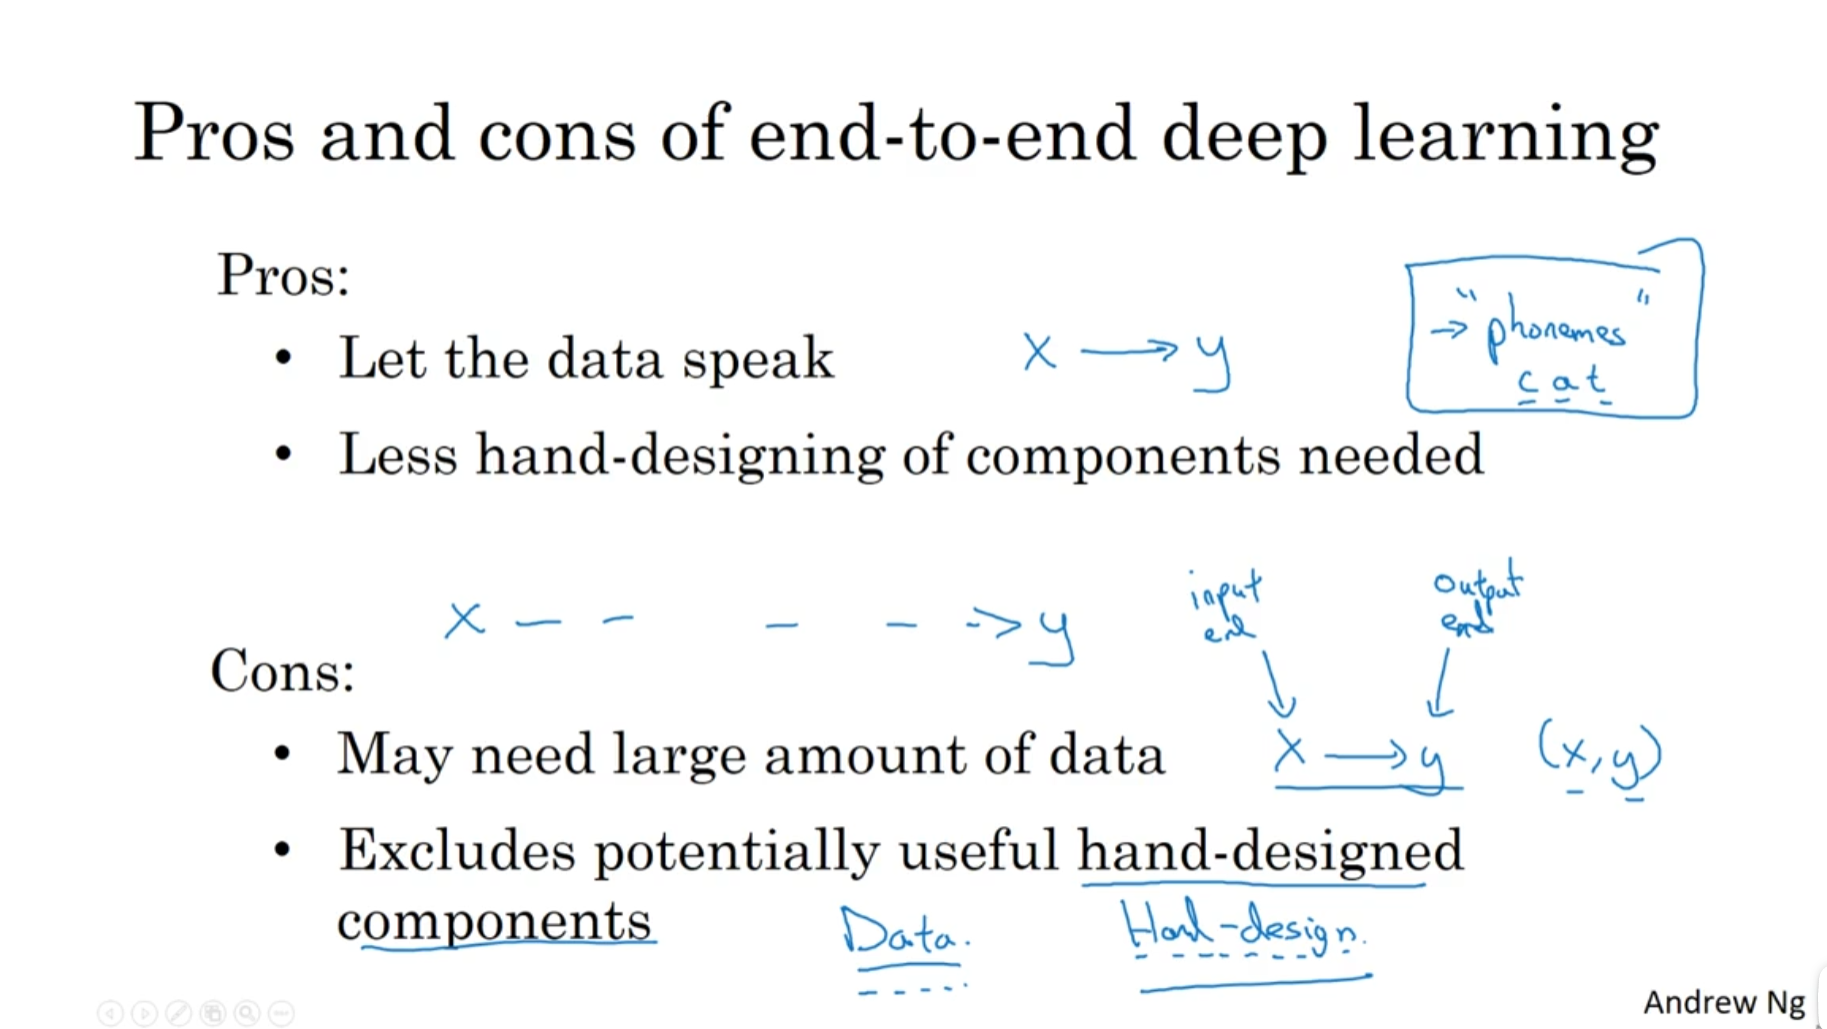 Pros and cons of end-to-end deep learning
Pros:
• Let the data speak
x → y
" → phonemes "
c a t
• Less hand-designing of components needed
x – – – – -> y
Cons:
input end
output end
• May need large amount of data
x → y
(x, y)
• Excludes potentially useful hand-designed
components
Data.
Hand-design.
Andrew Ng